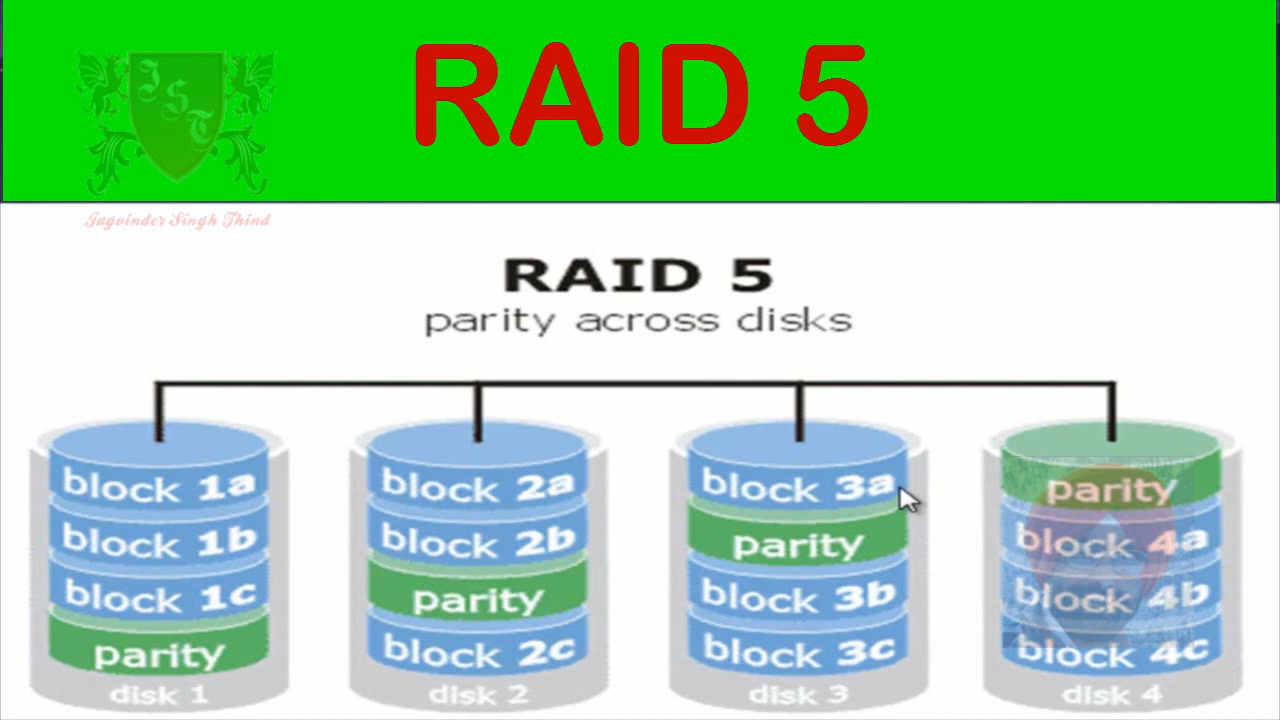 RAID 5
JST
Jagvinder Singh Thind
RAID 5
parity across disks
block 1a
block 1b
block 1c
parity
disk 1
block 2a
block 2b
parity
block 2c
disk 2
block 3a
parity
block 3b
block 3c
disk 3
parity
block 4a
block 4b
block 4c
disk 4